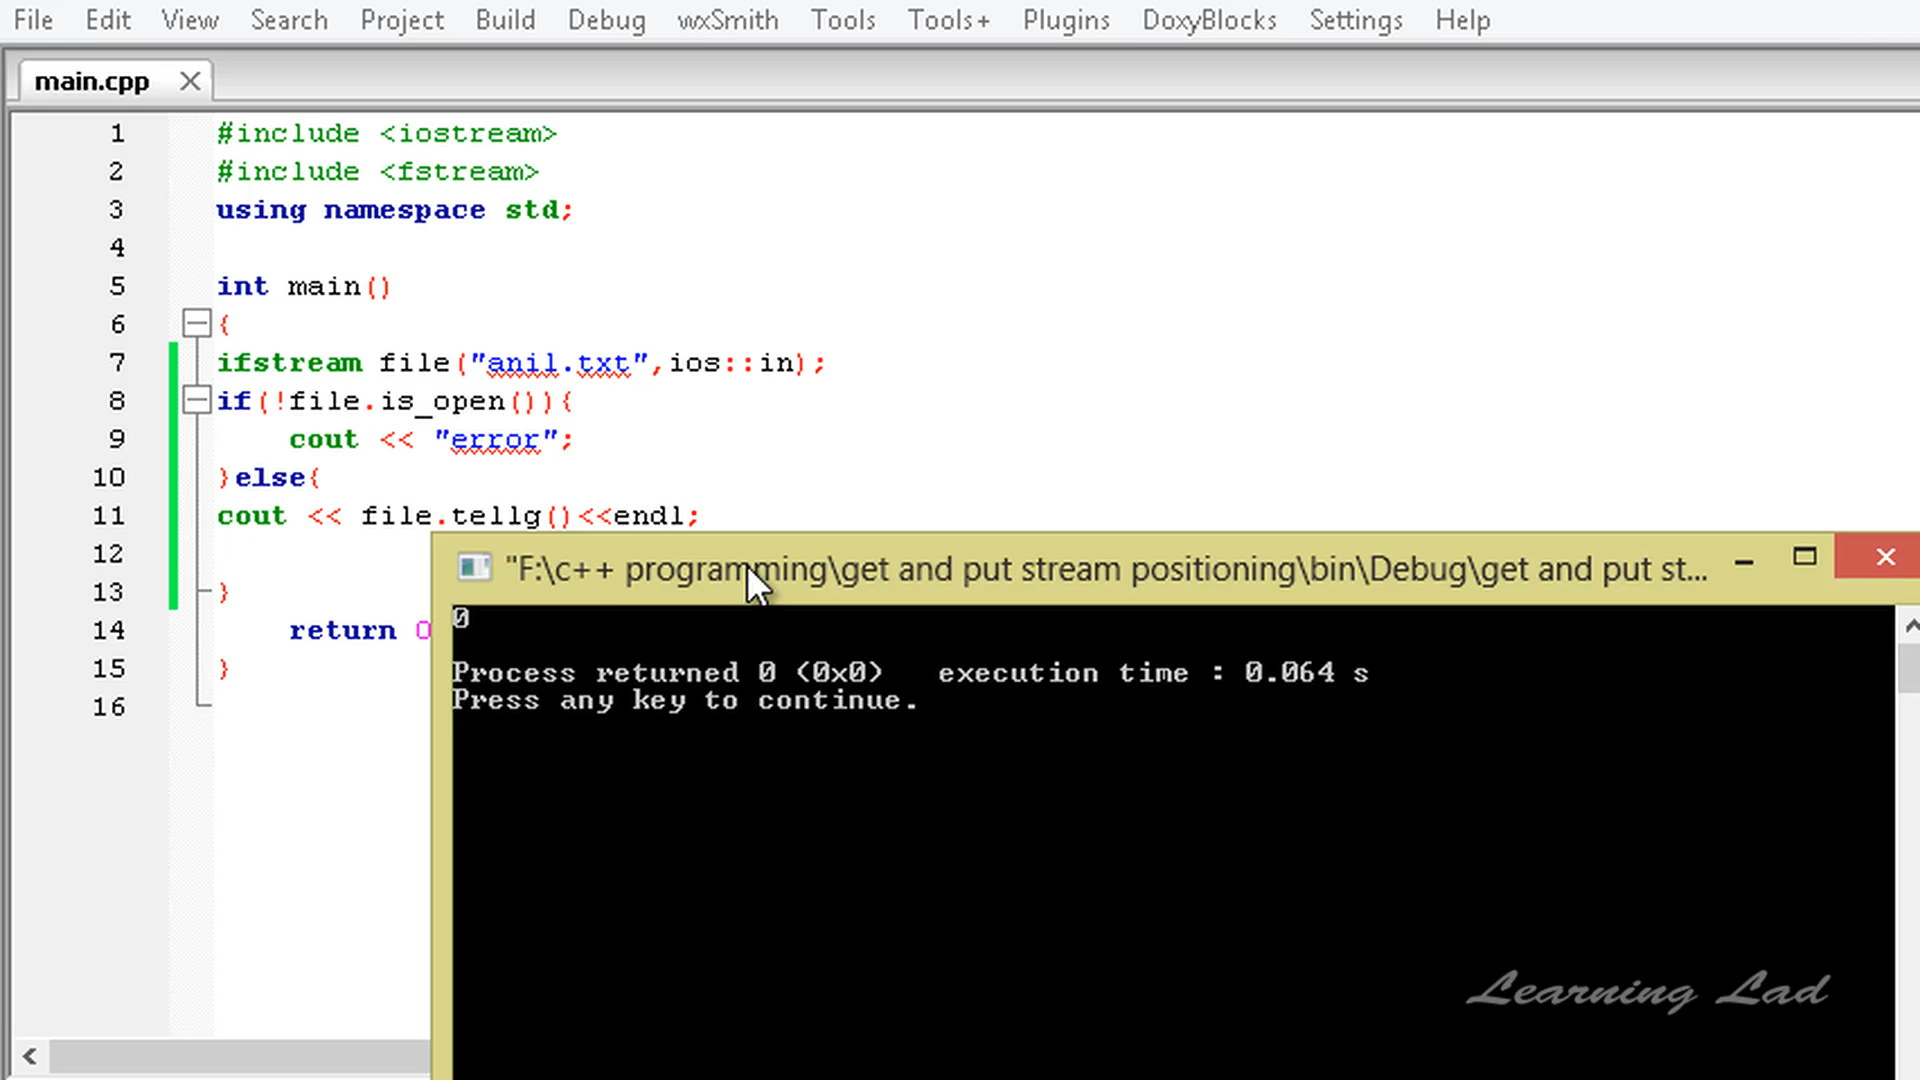 File Edit View Search Project Build Debug wxSmith Tools Tools+ Plugins DoxyBlocks Settings Help
main.cpp
1 #include <iostream>
2 #include <fstream>
3 using namespace std;
4
5 int main()
6 {
7 ifstream file("anil.txt",ios::in);
8 if(!file.is_open()){
9 cout << "error";
10 }else{
11 cout << file.tellg()<<endl;
12
13 }
14 return 0
15 }
16
"F:\c++ programming\get and put stream positioning\bin\Debug\get and put st...
0
Process returned 0 (0x0) execution time : 0.064 s
Press any key to continue.
Learning Lad